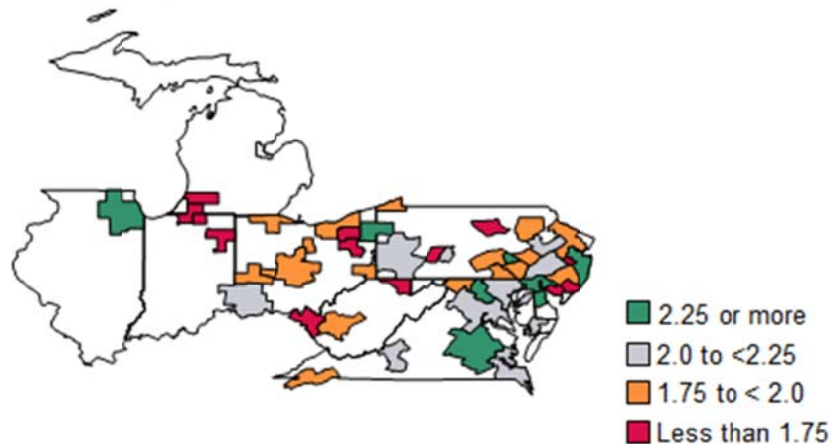 2.25 or more
2.0 to <2.25
1.75 to < 2.0
Less than 1.75